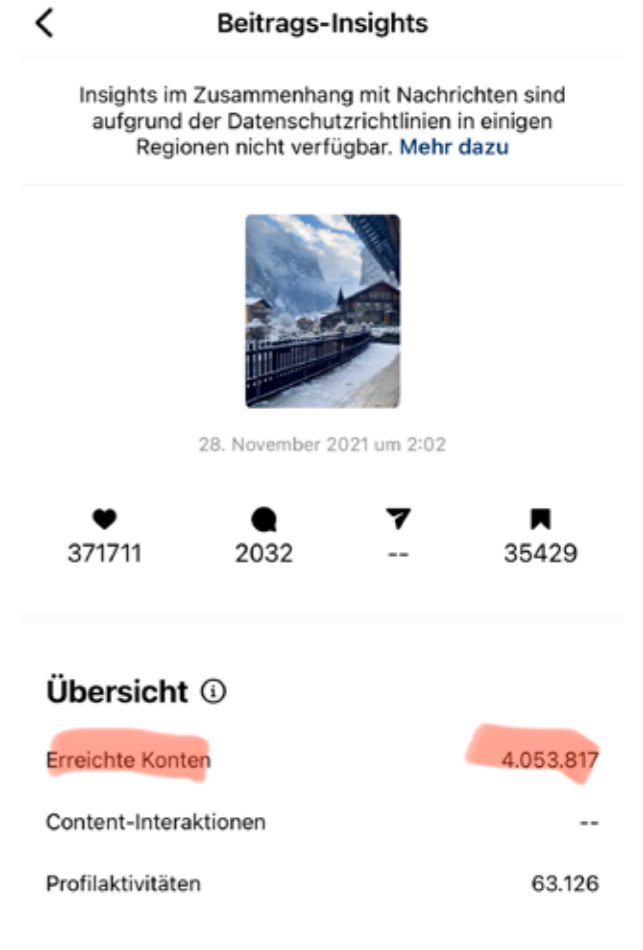 Beitrags-Insights
Insights im Zusammenhang mit Nachrichten sind
aufgrund der Datenschutzrichtlinien in einigen
Regionen nicht verfügbar. Mehr dazu
28. November 2021 um 2:02
371711 2032 -- 35429
Übersicht
Erreichte Konten 4.053.817
Content-Interaktionen --
Profilaktivitäten 63.126